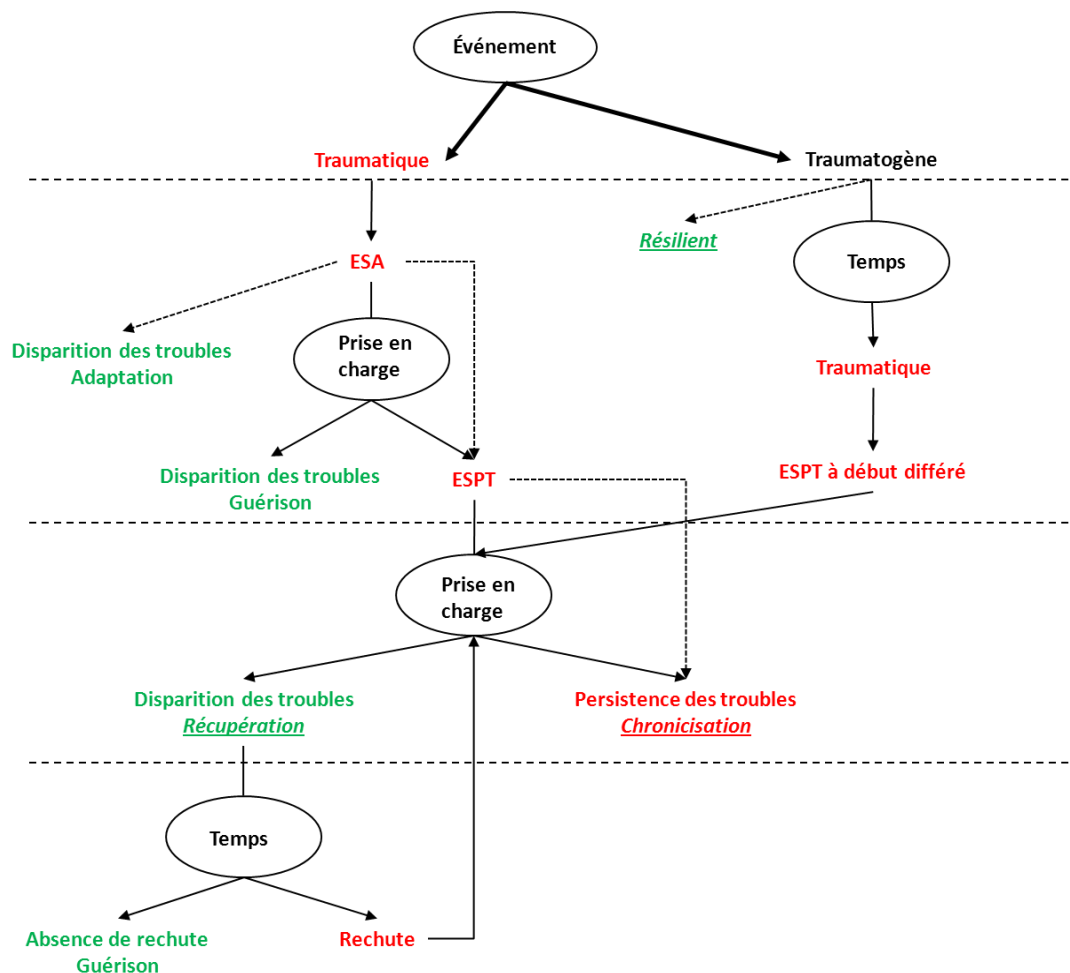 Événement
Traumatique
Traumatogène
Résilient
Temps
ESA
Prise en
charge
Disparition des troubles
Adaptation
Traumatique
Disparition des troubles
Guérison
ESPT
ESPT à début différé
Prise en
charge
Disparition des troubles
Récupération
Persistence des troubles
Chronicisation
Temps
Absence de rechute
Guérison
Rechute